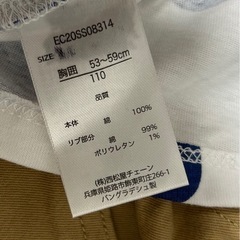 EC20SS08314
SIZE
胸囲 53～59cm
110
品質
本体 綿 100%
リブ部分 綿 99%
ポリウレタン 1%
(株)西松屋チェーン
兵庫県姫路市飾東町庄266-1
バングラデシュ製